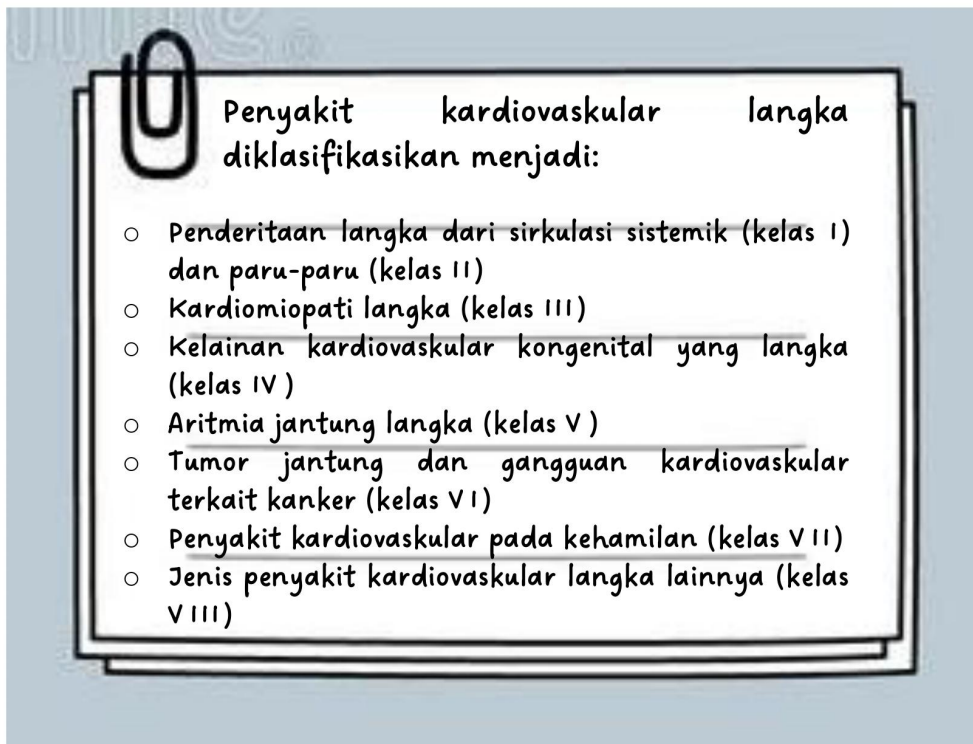 Penyakit kardiovaskular langka
diklasifikasikan menjadi:
○ Penderitaan langka dari sirkulasi sistemik (kelas I)
dan paru-paru (kelas II)
○ Kardiomiopati langka (kelas III)
○ Kelainan kardiovaskular kongenital yang langka
(kelas IV )
○ Aritmia jantung langka (kelas V )
○ Tumor jantung dan gangguan kardiovaskular
terkait kanker (kelas VI)
○ Penyakit kardiovaskular pada kehamilan (kelas VII)
○ Jenis penyakit kardiovaskular langka lainnya (kelas
VIII)